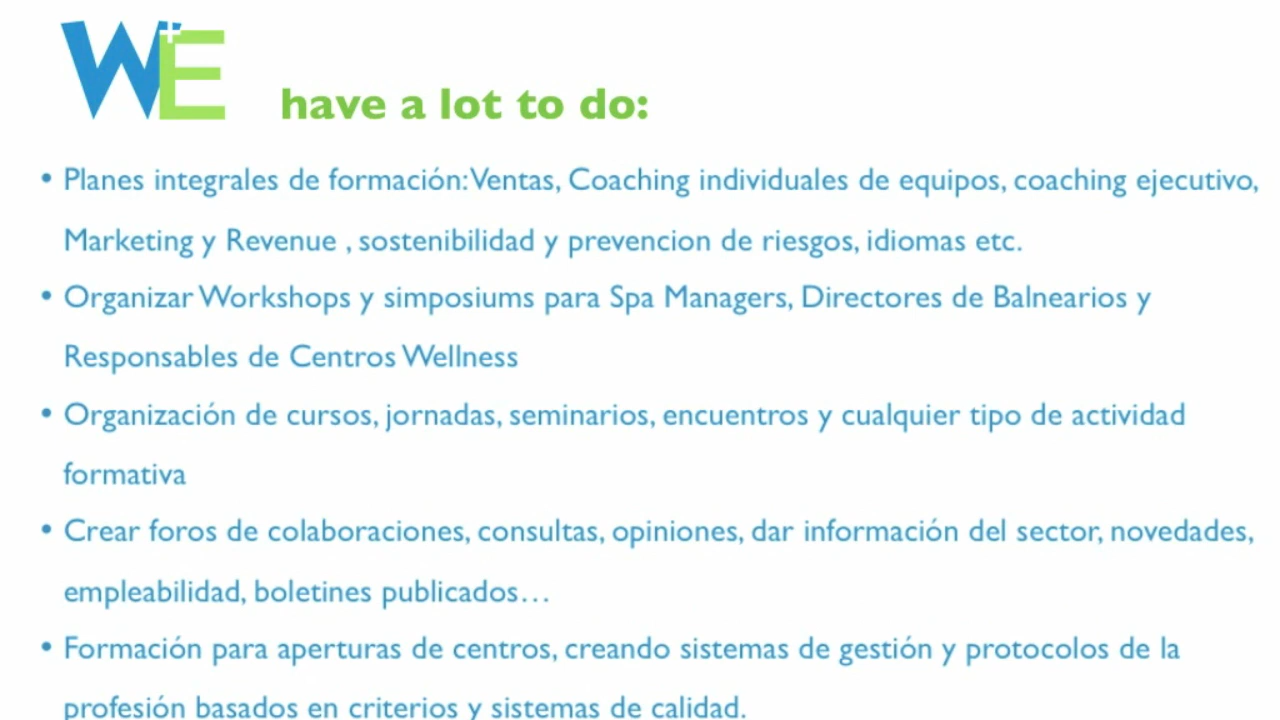 W+E have a lot to do:
• Planes integrales de formación: Ventas, Coaching individuales de equipos, coaching ejecutivo,
Marketing y Revenue , sostenibilidad y prevencion de riesgos, idiomas etc.
• Organizar Workshops y simposiums para Spa Managers, Directores de Balnearios y
Responsables de Centros Wellness
• Organización de cursos, jornadas, seminarios, encuentros y cualquier tipo de actividad
formativa
• Crear foros de colaboraciones, consultas, opiniones, dar información del sector, novedades,
empleabilidad, boletines publicados…
• Formación para aperturas de centros, creando sistemas de gestión y protocolos de la
profesión basados en criterios y sistemas de calidad.